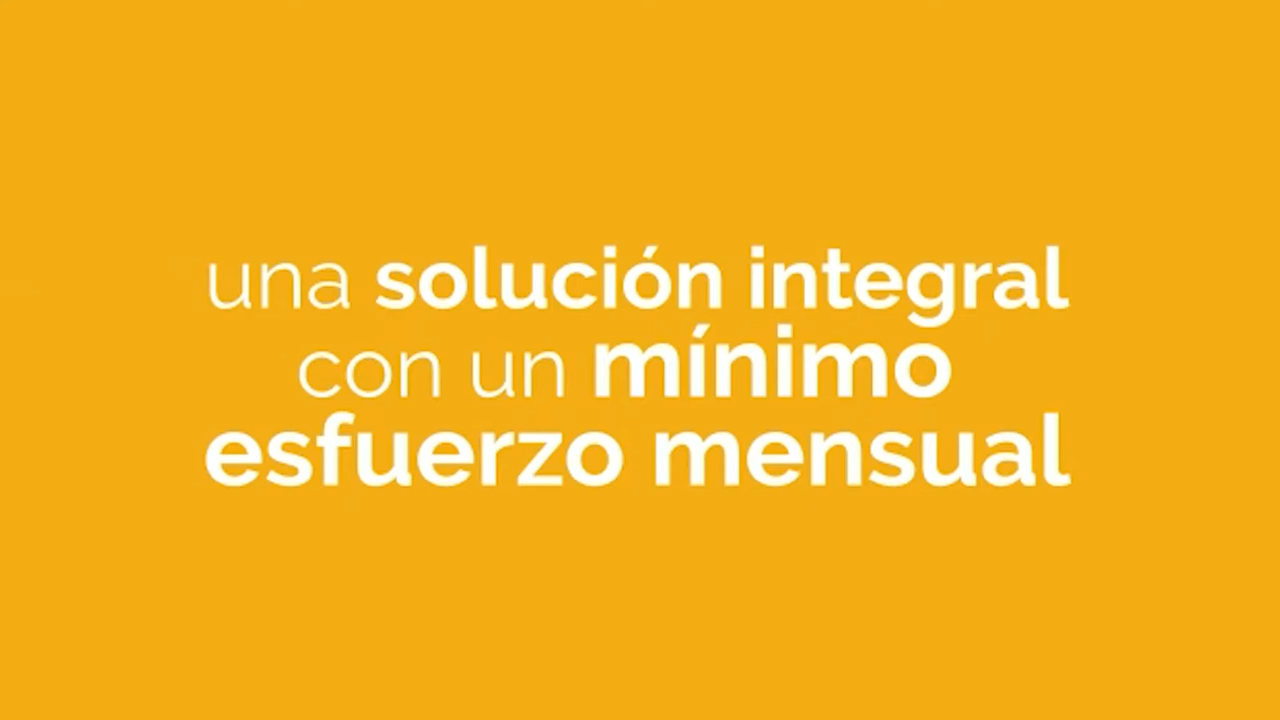 una solución integral
con un mínimo
esfuerzo mensual